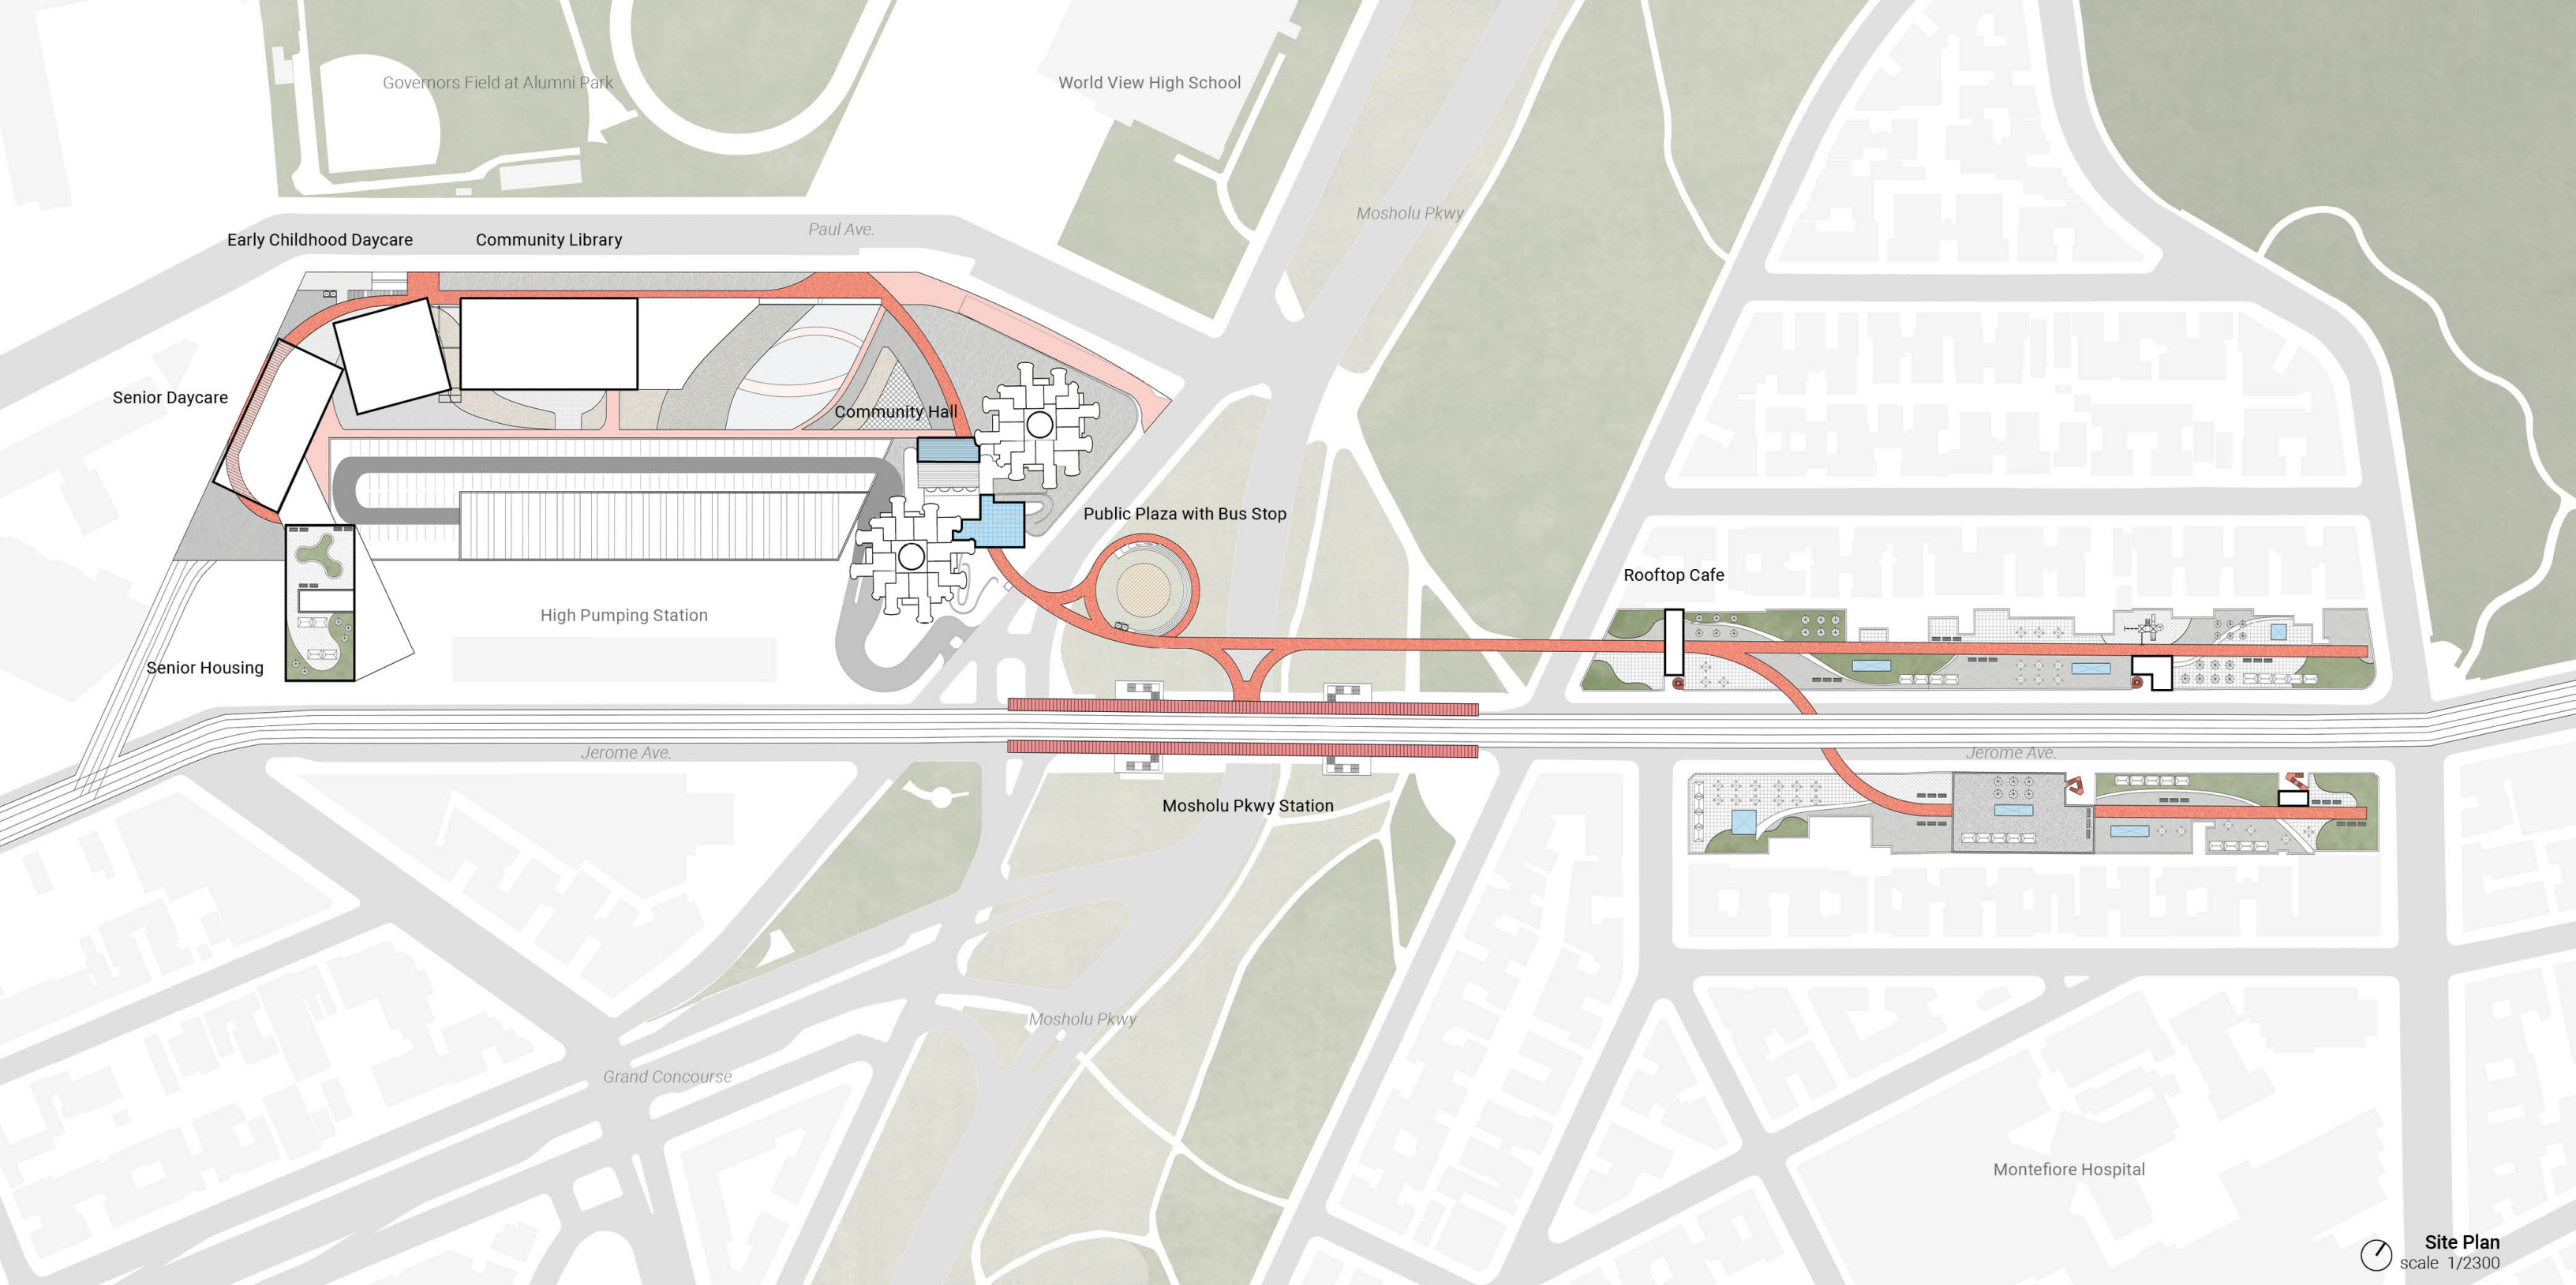 Governors Field at Alumni Park
World View High School
Mosholu Pkwy
Paul Ave.
Early Childhood Daycare
Community Library
Senior Daycare
Community Hall
Public Plaza with Bus Stop
Rooftop Cafe
High Pumping Station
Senior Housing
Jerome Ave.
Jerome Ave.
Mosholu Pkwy Station
Mosholu Pkwy
Grand Concourse
Montefiore Hospital
Site Plan
scale 1/2300